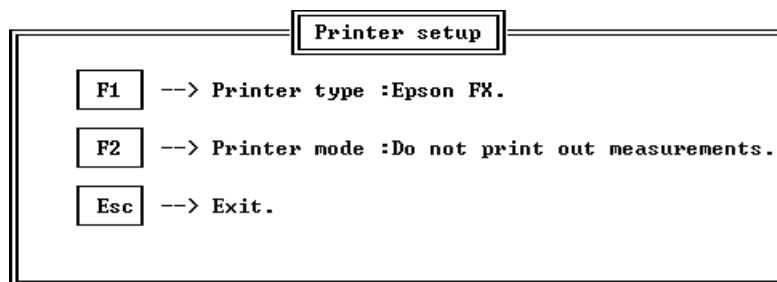 Printer setup
F1 --> Printer type :Epson FX.
F2 --> Printer mode :Do not print out measurements.
Esc --> Exit.